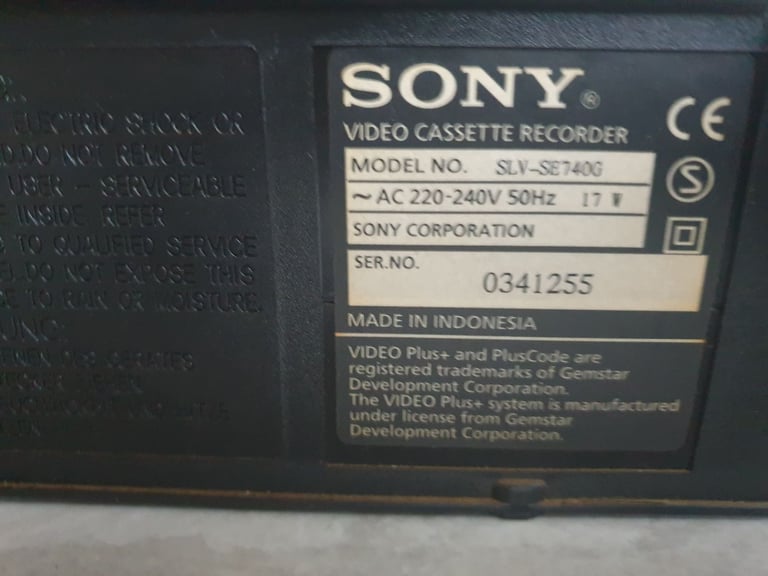 ELECTRIC SHOCK OR
DO NOT REMOVE
USER - SERVICEABLE
INSIDE REFER
TO QUALIFIED SERVICE
DO NOT EXPOSE THIS
TO RAIN OR MOISTURE.
SONY®
VIDEO CASSETTE RECORDER
MODEL NO. SLV-SE740G
~ AC 220-240V 50Hz 17 W
SONY CORPORATION
SER.NO.
0341255
MADE IN INDONESIA
VIDEO Plus+ and PlusCode are
registered trademarks of Gemstar
Development Corporation.
The VIDEO Plus+ system is manufactured
under license from Gemstar
Development Corporation.
CE
S